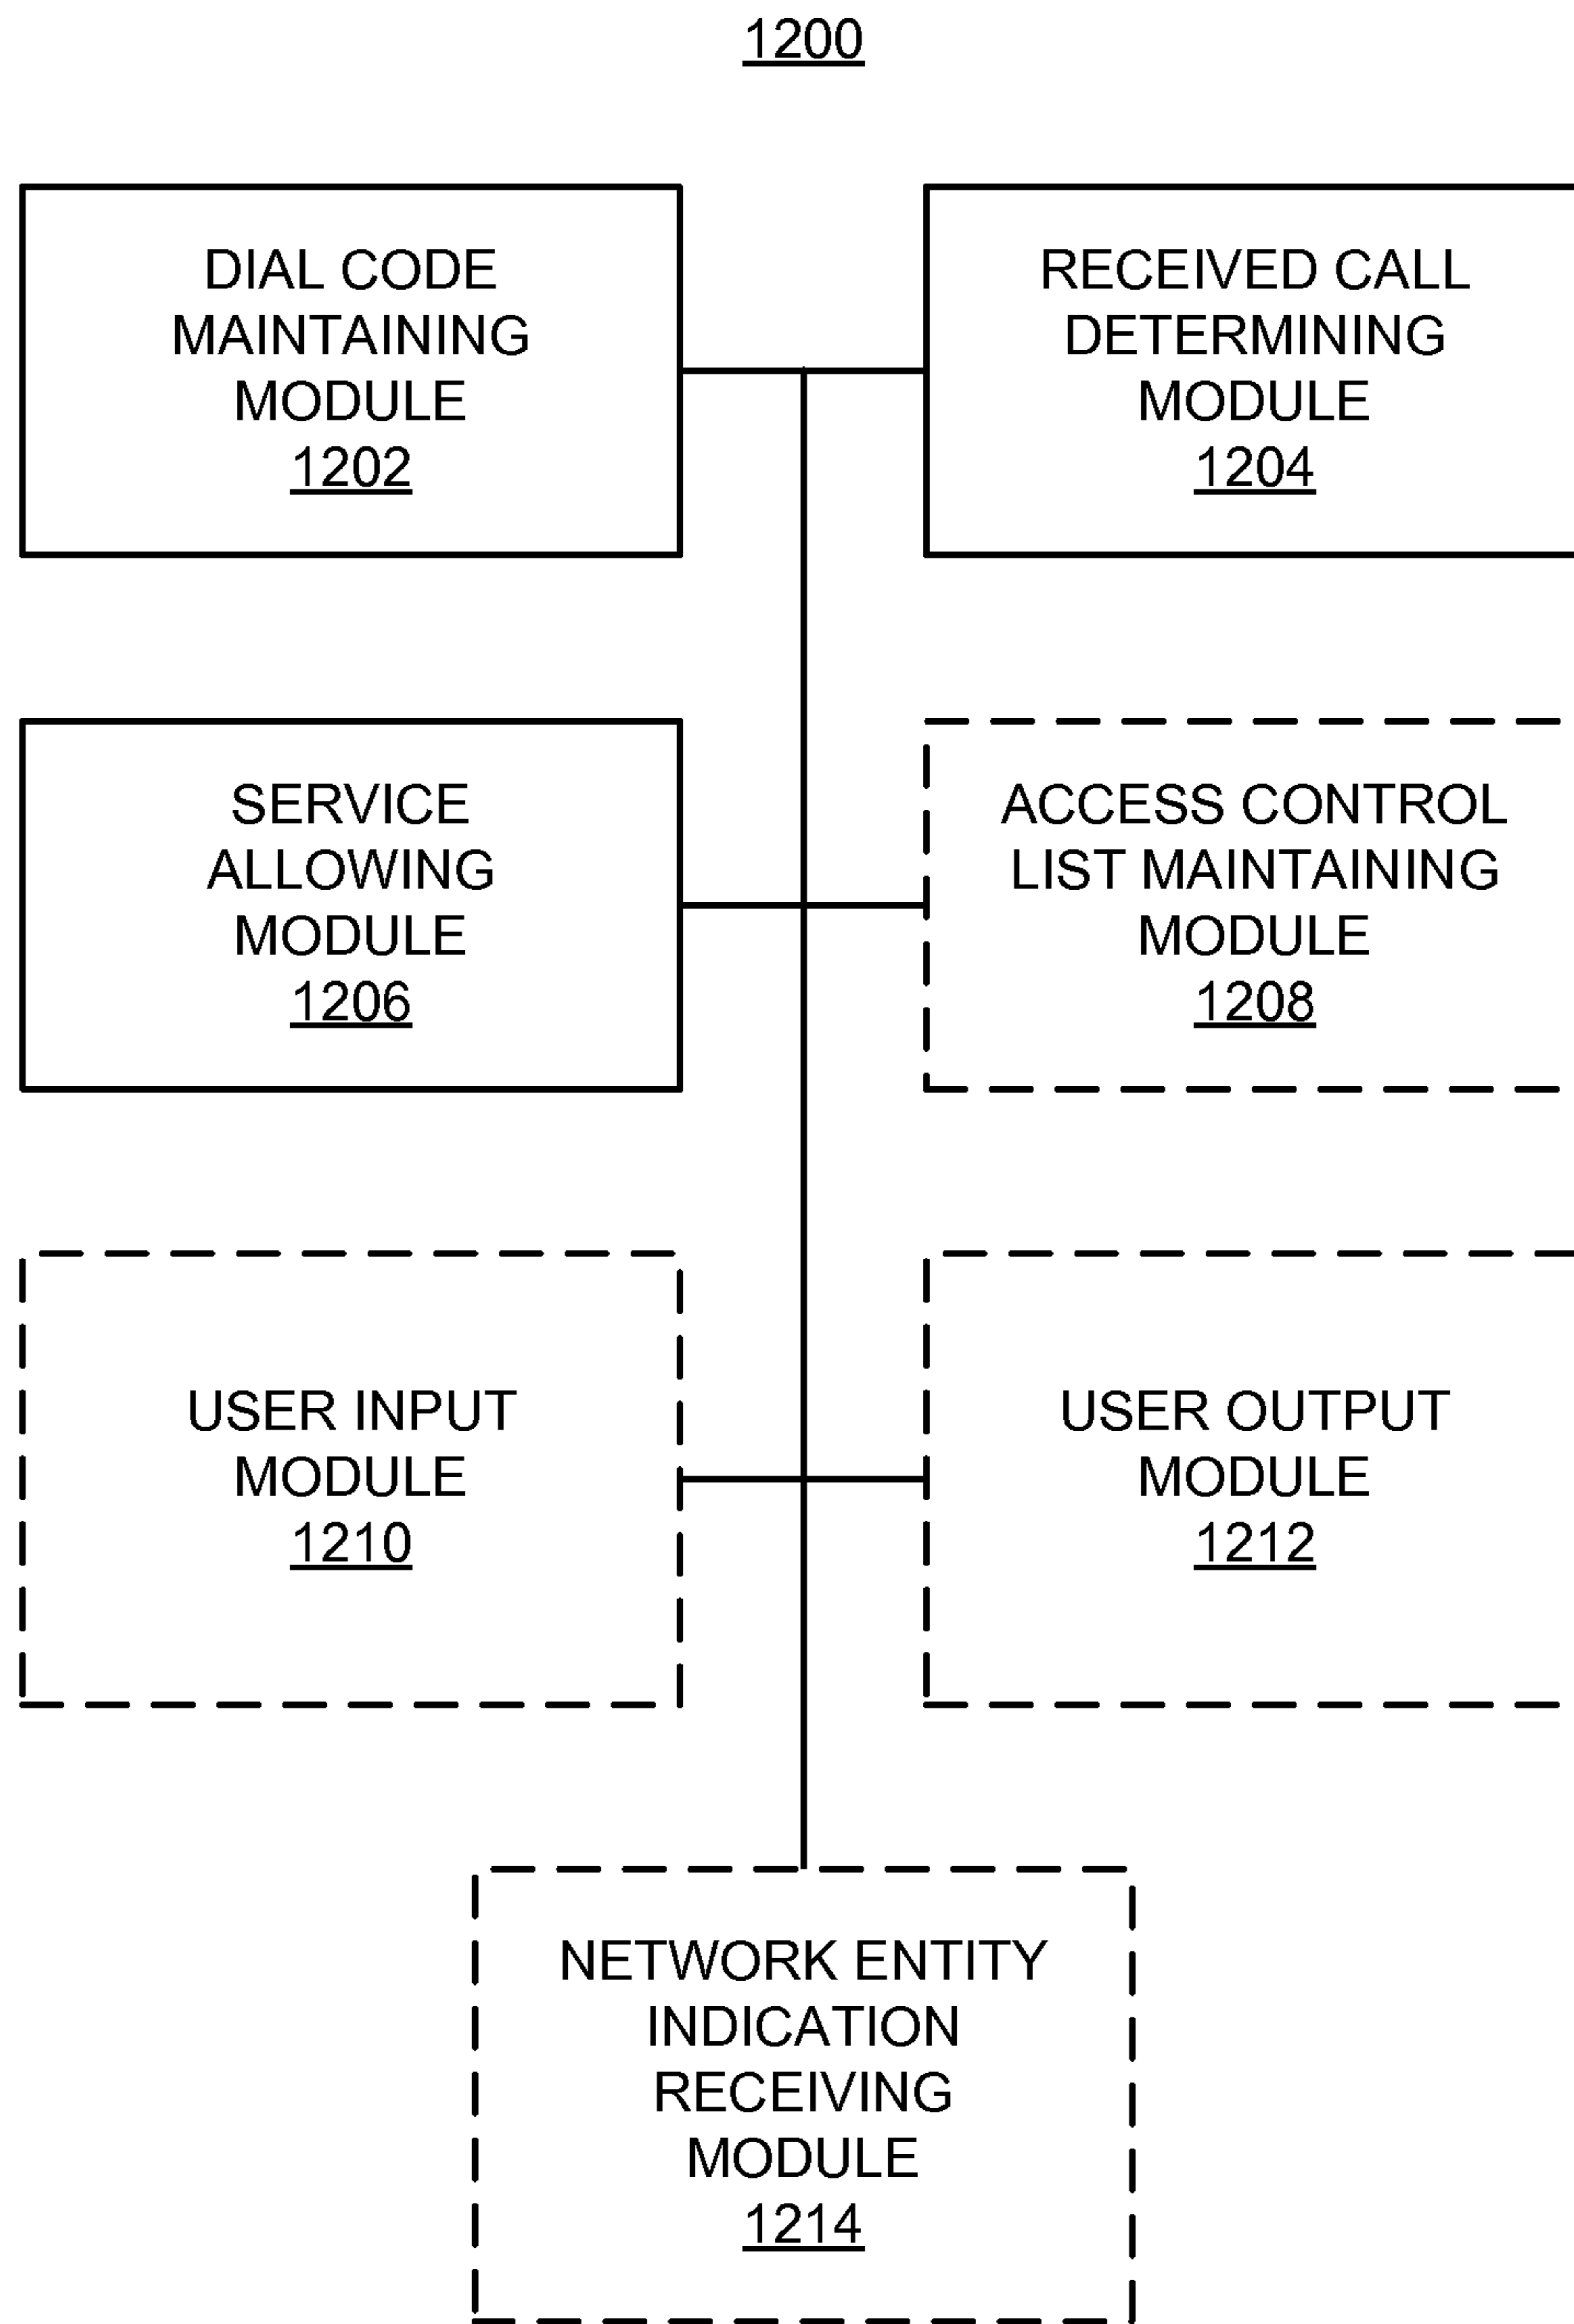 1200
DIAL CODE
MAINTAINING
MODULE
1202
RECEIVED CALL
DETERMINING
MODULE
1204
SERVICE
ALLOWING
MODULE
1206
ACCESS CONTROL
LIST MAINTAINING
MODULE
1208
USER INPUT
MODULE
1210
USER OUTPUT
MODULE
1212
NETWORK ENTITY
INDICATION
RECEIVING
MODULE
1214